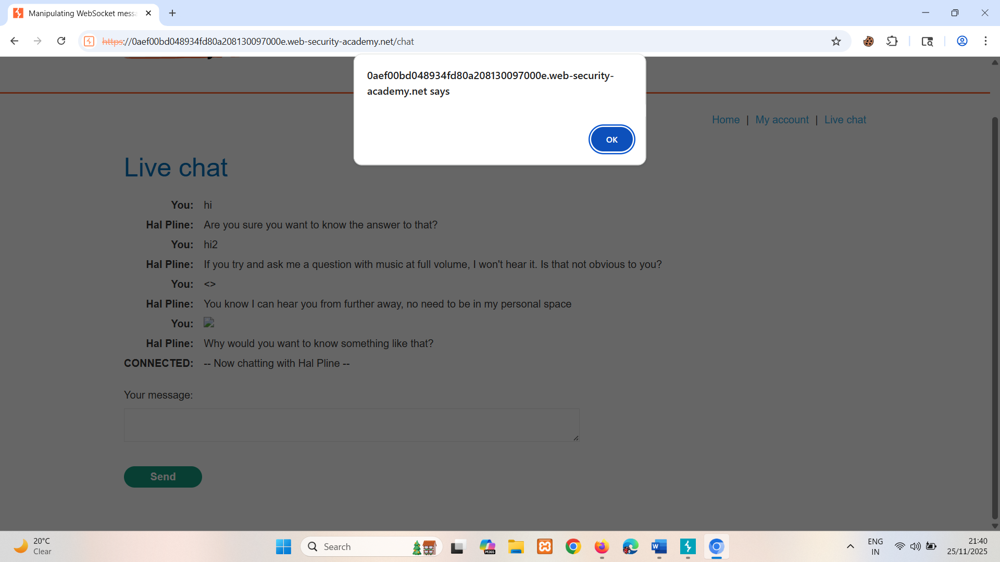 Manipulating WebSocket messa
https://0aef00bd048934fd80a208130097000e.web-security-academy.net/chat
0aef00bd048934fd80a208130097000e.web-security-
academy.net says
OK
Home | My account | Live chat
Live chat
You: hi
Hal Pline: Are you sure you want to know the answer to that?
You: hi2
Hal Pline: If you try and ask me a question with music at full volume, I won't hear it. Is that not obvious to you?
You: <>
Hal Pline: You know I can hear you from further away, no need to be in my personal space
You:
Hal Pline: Why would you want to know something like that?
CONNECTED: -- Now chatting with Hal Pline --
Your message:
Send
20°C
Clear
Search
M365
ENG
IN
21:40
25/11/2025